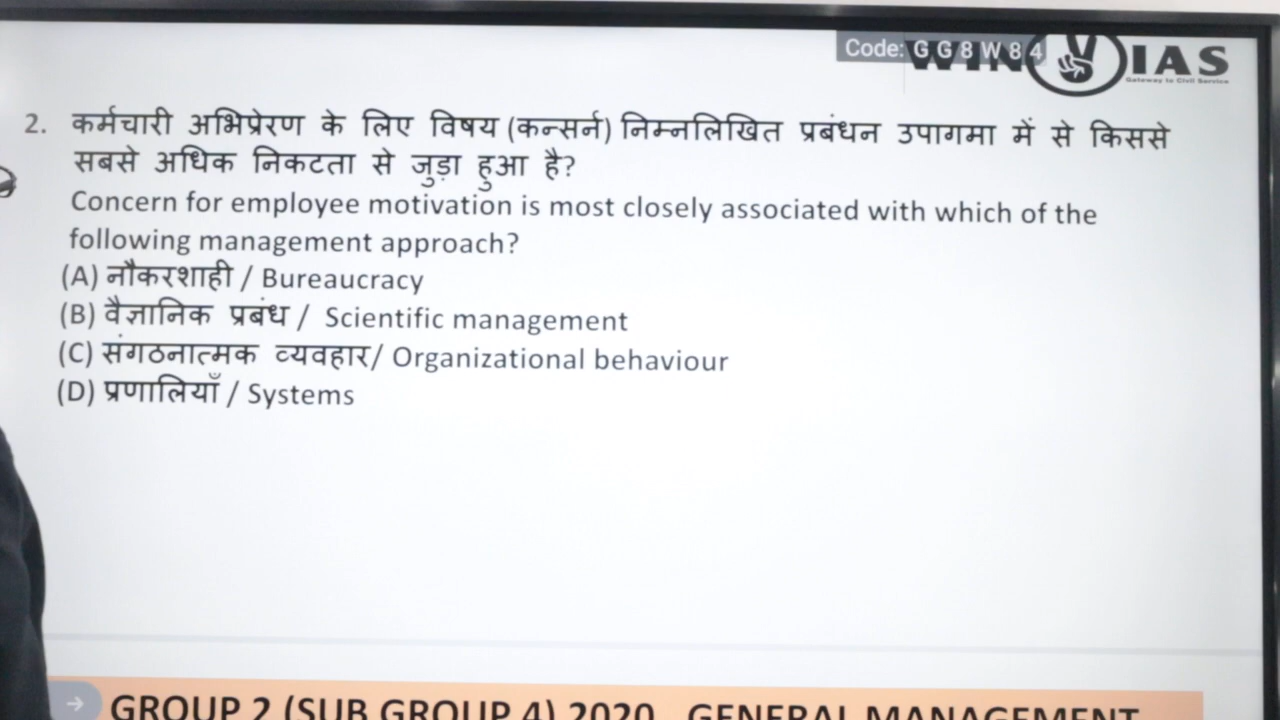 Code: G G 8 W 8 4
WIN IAS
Gateway to Civil Service
2. कर्मचारी अभिप्रेरण के लिए विषय (कन्सर्न) निम्नलिखित प्रबंधन उपागमा में से किससे
सबसे अधिक निकटता से जुड़ा हुआ है?
Concern for employee motivation is most closely associated with which of the
following management approach?
(A) नौकरशाही / Bureaucracy
(B) वैज्ञानिक प्रबंध / Scientific management
(C) संगठनात्मक व्यवहार/ Organizational behaviour
(D) प्रणालियाँ / Systems
GROUP 2 (SUB GROUP 4) 2020 GENERAL MANAGEMENT